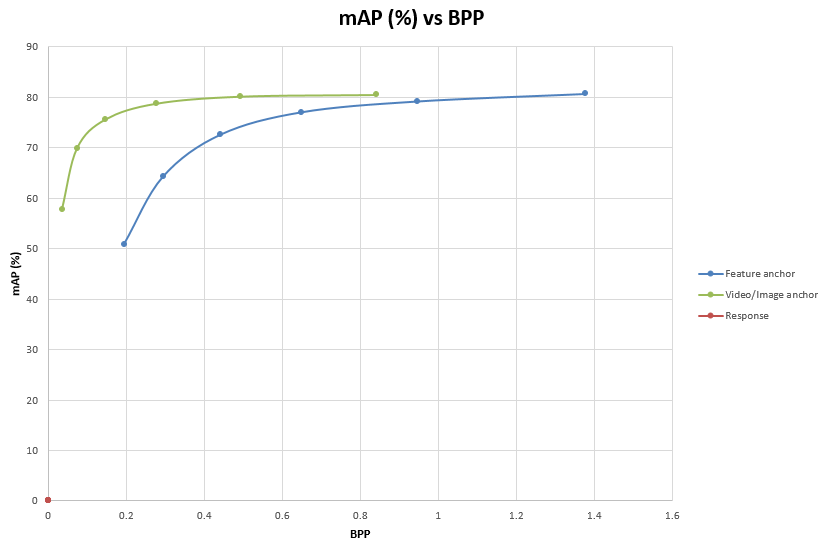 mAP (%) vs BPP
90
80
70
60
50
40
30
20
10
0
mAP (%)
0 0.2 0.4 0.6 0.8 1 1.2 1.4 1.6
BPP
Feature anchor
Video/Image anchor
Response